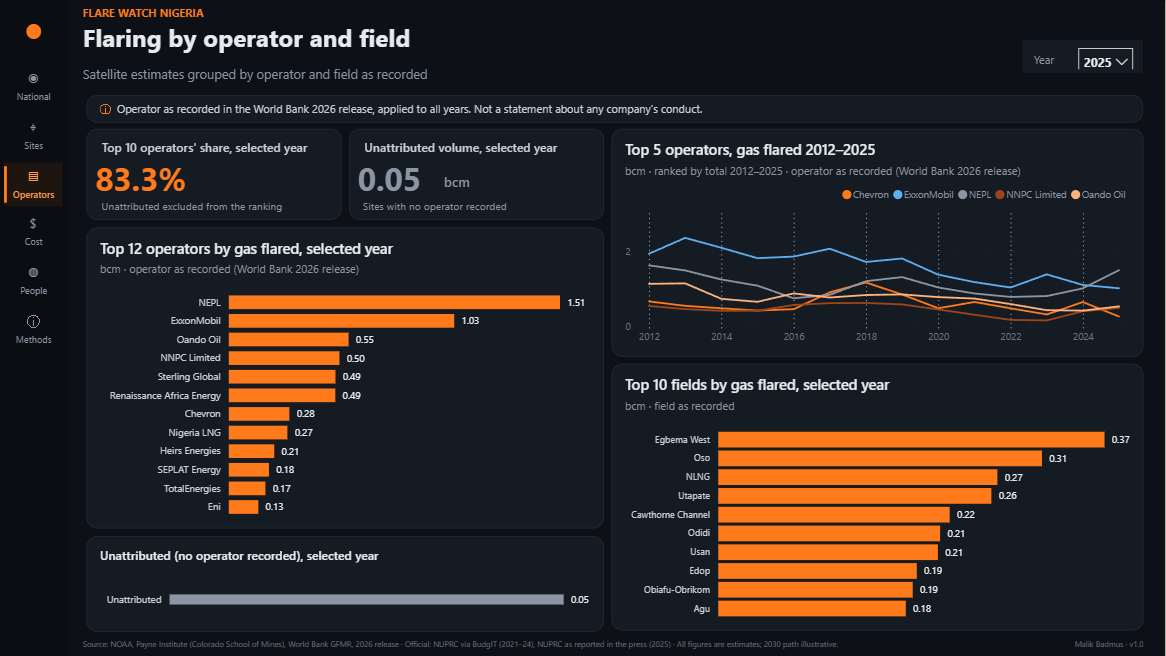 FLARE WATCH NIGERIA
Flaring by operator and field
Satellite estimates grouped by operator and field as recorded
Year
2025
National
Sites
Operators
$
Cost
People
Methods
Operator as recorded in the World Bank 2026 release, applied to all years. Not a statement about any company's conduct.
Top 10 operators' share, selected year
83.3%
Unattributed excluded from the ranking
Unattributed volume, selected year
0.05 bcm
Sites with no operator recorded
Top 12 operators by gas flared, selected year
bcm · operator as recorded (World Bank 2026 release)
NEPL 1.51
ExxonMobil 1.03
Oando Oil 0.55
NNPC Limited 0.50
Sterling Global 0.49
Renaissance Africa Energy 0.49
Chevron 0.28
Nigeria LNG 0.27
Heirs Energies 0.21
SEPLAT Energy 0.18
TotalEnergies 0.17
Eni 0.13
Unattributed (no operator recorded), selected year
Unattributed 0.05
Top 5 operators, gas flared 2012–2025
bcm · ranked by total 2012–2025 · operator as recorded (World Bank 2026 release)
Chevron ExxonMobil NEPL NNPC Limited Oando Oil
2
0
2012 2014 2016 2018 2020 2022 2024
Top 10 fields by gas flared, selected year
bcm · field as recorded
Egbema West 0.37
Oso 0.31
NLNG 0.27
Utapate 0.26
Cawthorne Channel 0.22
Odidi 0.21
Usan 0.21
Edop 0.19
Obiafu-Obrikom 0.19
Agu 0.18
Source: NOAA, Payne Institute (Colorado School of Mines), World Bank GFMR, 2026 release · Official: NUPRC via BudgIT (2021–24), NUPRC as reported in the press (2025) · All figures are estimates; 2030 path illustrative.
Malik Badmus · v1.0